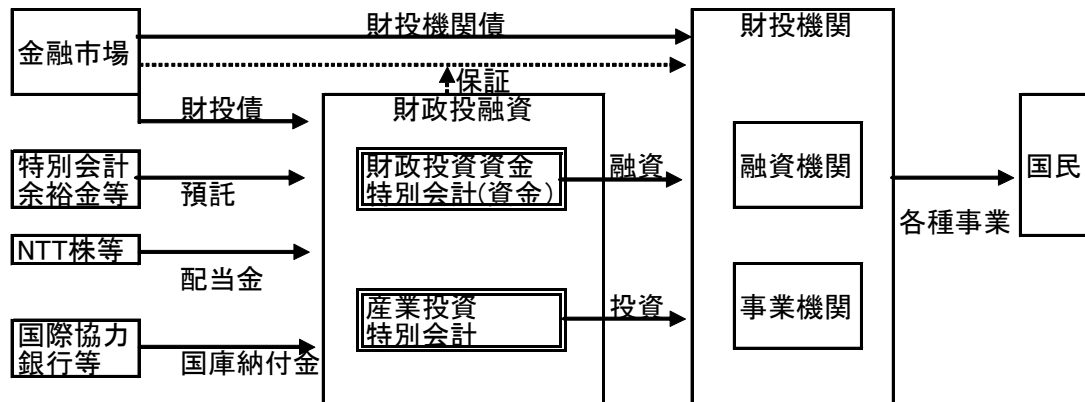 金融市場
財投機関債
保証
財投債
特別会計
余裕金等
預託
NTT株等
配当金
国際協力
銀行等
国庫納付金
財政投融資
財政投資資金
特別会計(資金)
産業投資
特別会計
融資
投資
財投機関
融資機関
事業機関
各種事業
国民